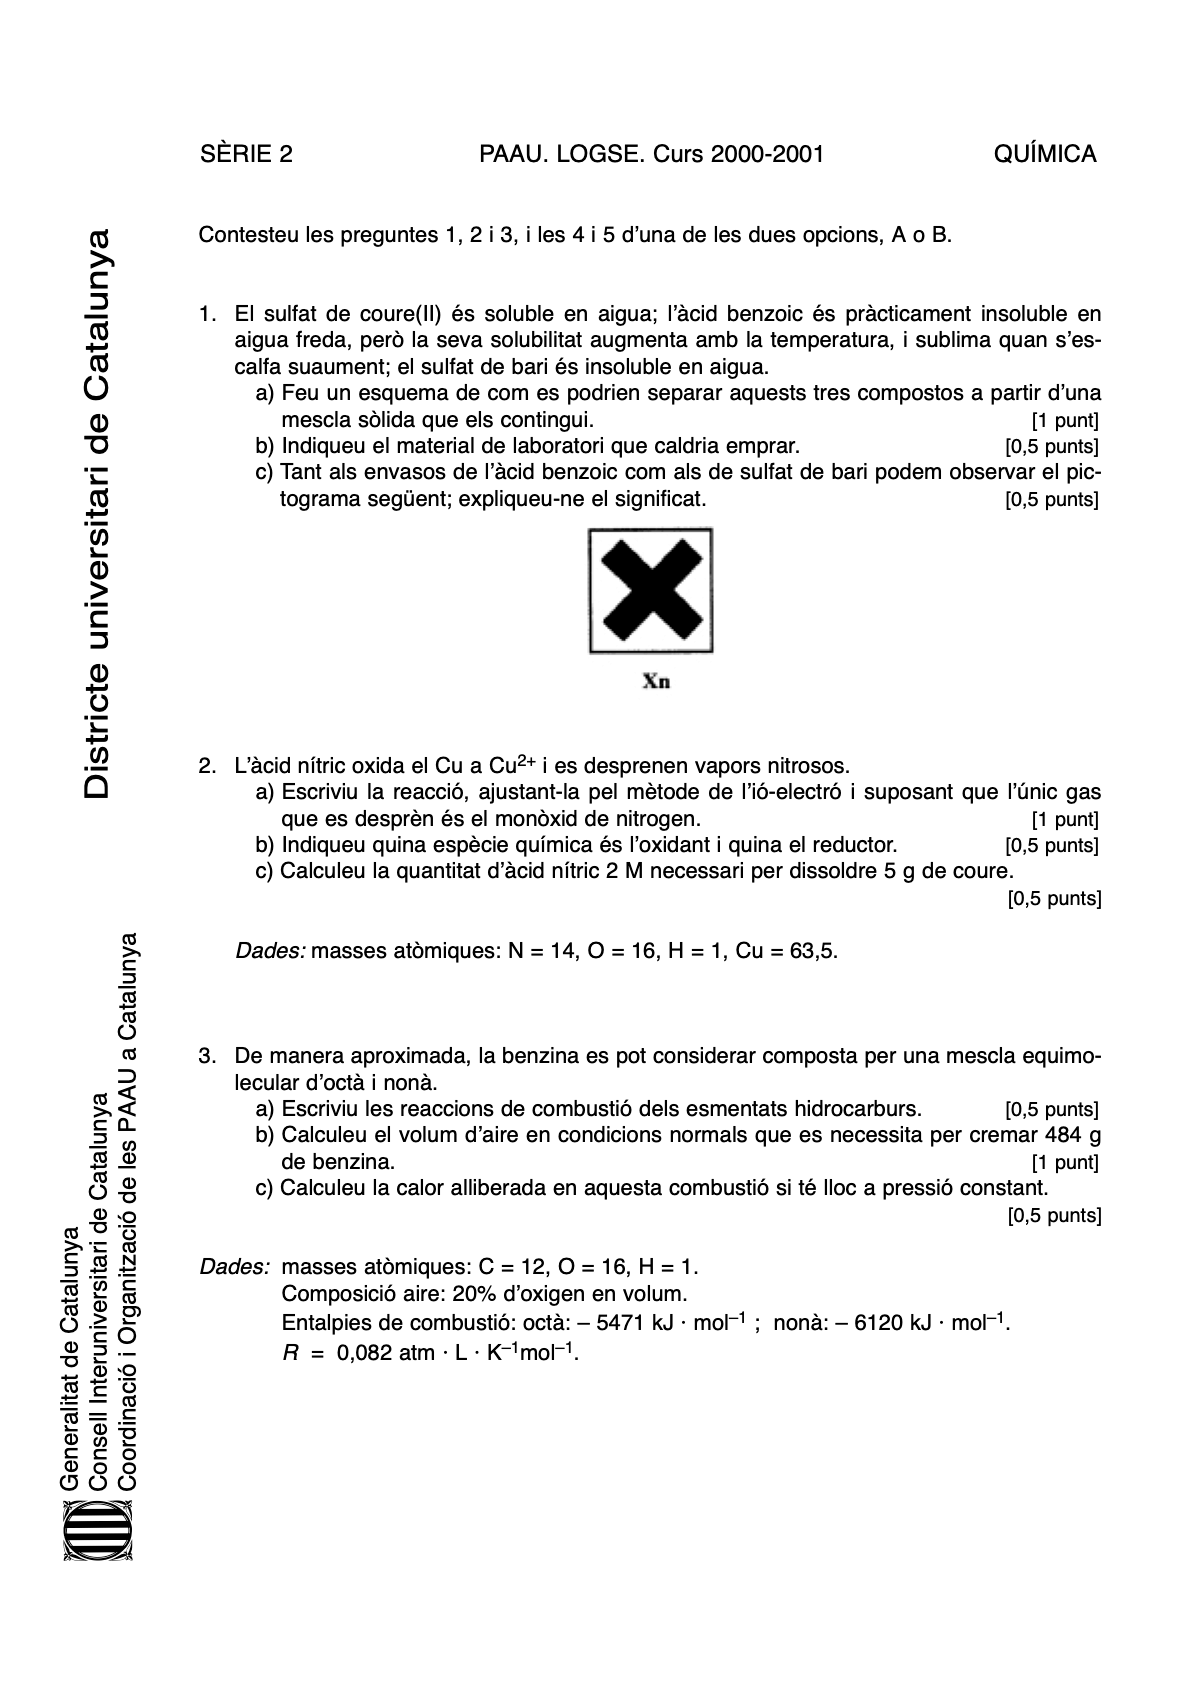 SÈRIE 2 PAAU. LOGSE. Curs 2000-2001 QUÍMICA
Contesteu les preguntes 1, 2 i 3, i les 4 i 5 d’una de les dues opcions, A o B.
1. El sulfat de coure(II) és soluble en aigua; l’àcid benzoic és pràcticament insoluble en
aigua freda, però la seva solubilitat augmenta amb la temperatura, i sublima quan s’es-
calfa suaument; el sulfat de bari és insoluble en aigua.
a) Feu un esquema de com es podrien separar aquests tres compostos a partir d’una
mescla sòlida que els contingui. [1 punt]
b) Indiqueu el material de laboratori que caldria emprar. [0,5 punts]
c) Tant als envasos de l’àcid benzoic com als de sulfat de bari podem observar el pic-
tograma següent; expliqueu-ne el significat. [0,5 punts]
Xn
2. L’àcid nítric oxida el Cu a Cu²⁺ i es desprenen vapors nitrosos.
a) Escriviu la reacció, ajustant-la pel mètode de l’ió-electró i suposant que l’únic gas
que es desprèn és el monòxid de nitrogen. [1 punt]
b) Indiqueu quina espècie química és l’oxidant i quina el reductor. [0,5 punts]
c) Calculeu la quantitat d’àcid nítric 2 M necessari per dissoldre 5 g de coure.
[0,5 punts]
Dades: masses atòmiques: N = 14, O = 16, H = 1, Cu = 63,5.
3. De manera aproximada, la benzina es pot considerar composta per una mescla equimo-
lecular d’octà i nonà.
a) Escriviu les reaccions de combustió dels esmentats hidrocarburs. [0,5 punts]
b) Calculeu el volum d’aire en condicions normals que es necessita per cremar 484 g
de benzina. [1 punt]
c) Calculeu la calor alliberada en aquesta combustió si té lloc a pressió constant.
[0,5 punts]
Dades: masses atòmiques: C = 12, O = 16, H = 1.
Composició aire: 20% d’oxigen en volum.
Entalpies de combustió: octà: – 5471 kJ · mol⁻¹ ; nonà: – 6120 kJ · mol⁻¹.
R = 0,082 atm · L · K⁻¹mol⁻¹.
Districte universitari de Catalunya
Generalitat de Catalunya
Consell Interuniversitari de Catalunya
Coordinació i Organització de les PAAU a Catalunya